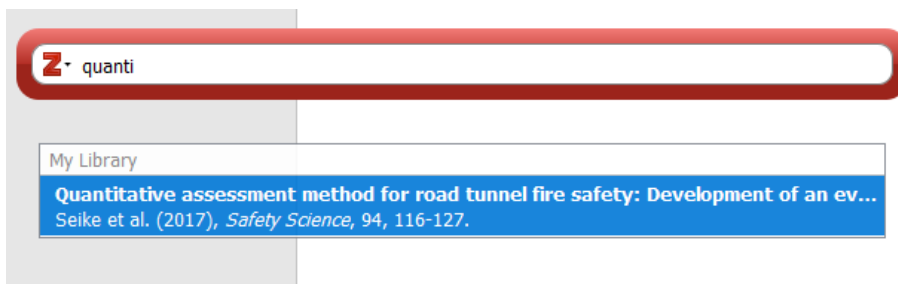 Z quanti
My Library
Quantitative assessment method for road tunnel fire safety: Development of an ev...
Seike et al. (2017), Safety Science, 94, 116-127.